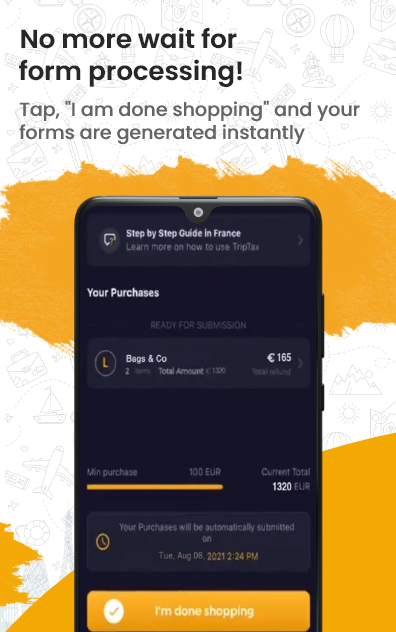 No more wait for
form processing!
Tap, "I am done shopping" and your
forms are generated instantly
Step by Step Guide in France
Learn more on how to use TripTax
Your Purchases
READY FOR SUBMISSION
L
Bags & Co
€ 165
2 items Total Amount € 1320
Total refund
Min purchase 100 EUR Current Total
1320 EUR
Your Purchases will be automatically submitted
on
Tue, Aug 08, 2021 2:24 PM
I'm done shopping